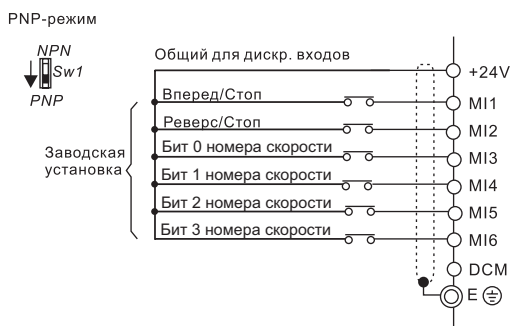 PNP-режим
NPN
Sw1
PNP
Общий для дискр. входов
+24V
Вперед/Стоп
MI1
Реверс/Стоп
MI2
Заводская
установка
Бит 0 номера скорости
MI3
Бит 1 номера скорости
MI4
Бит 2 номера скорости
MI5
Бит 3 номера скорости
MI6
DCM
E